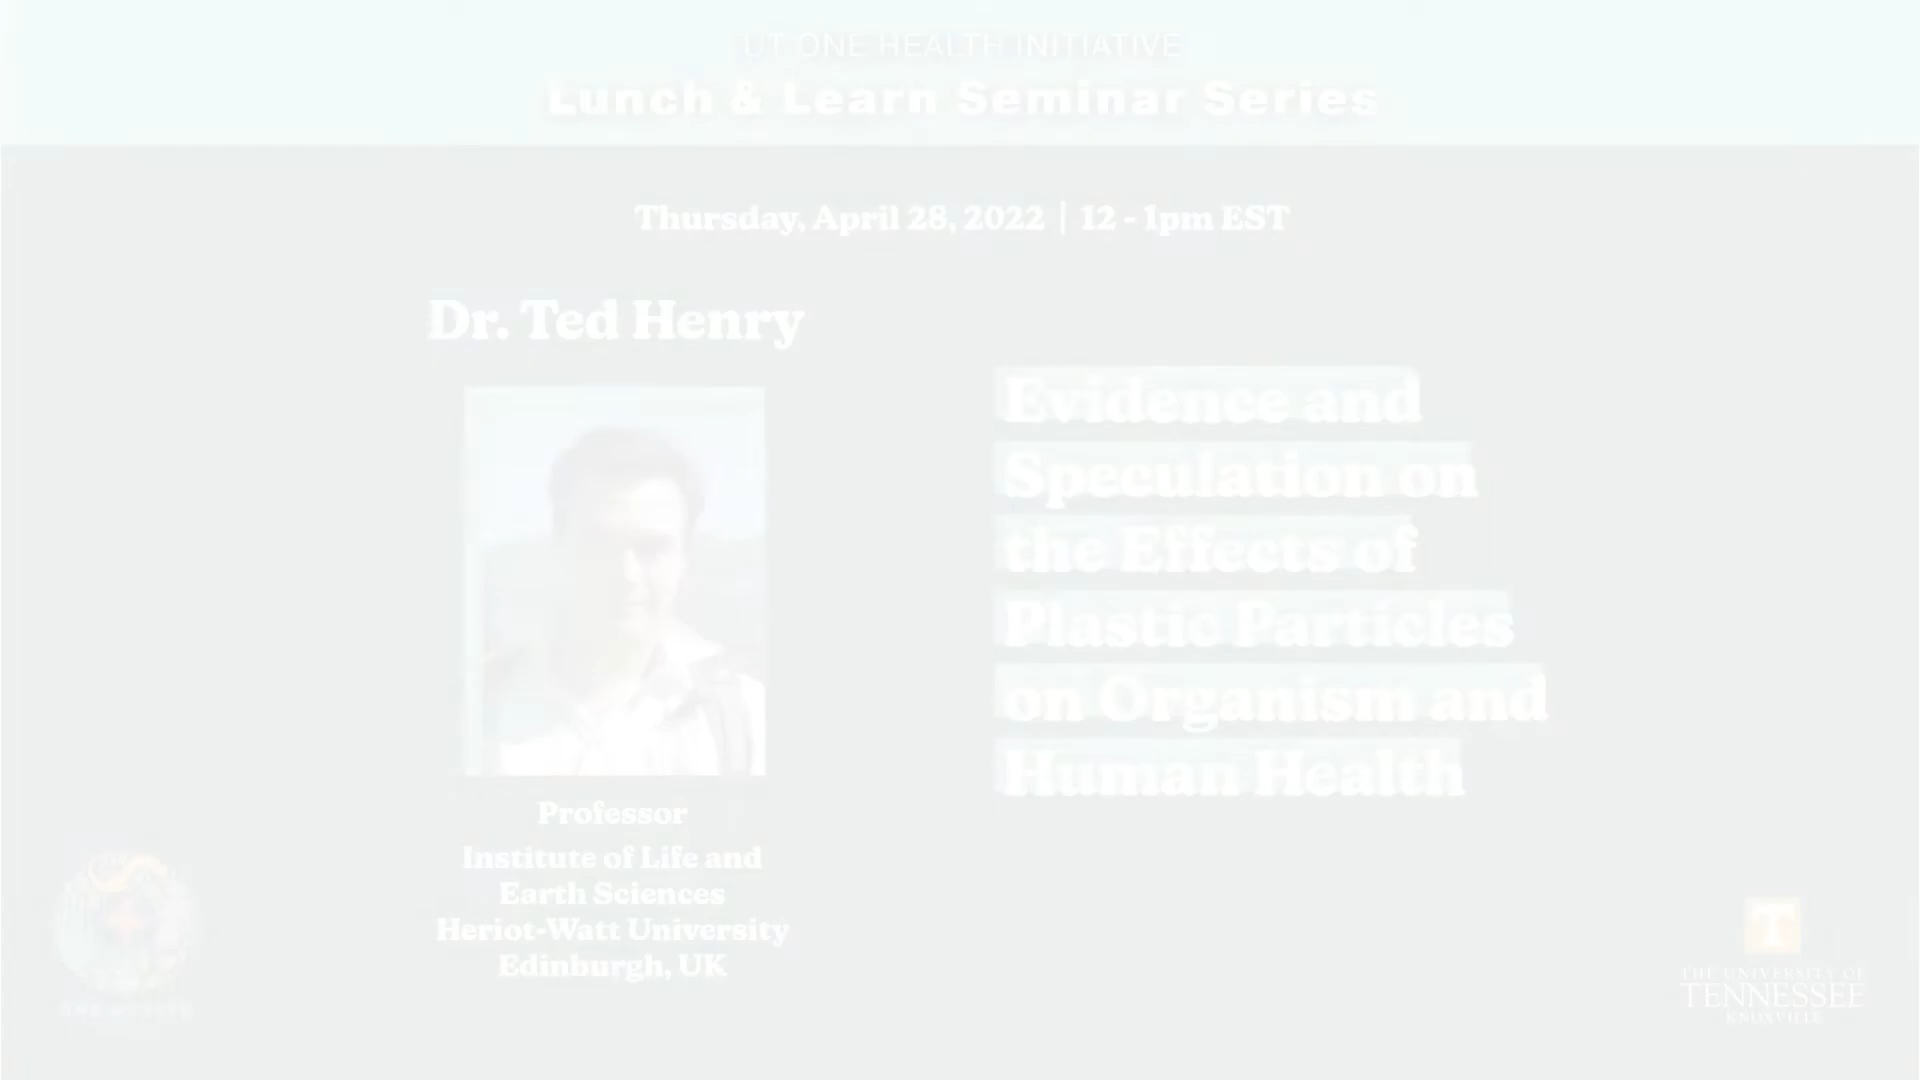 UT ONE HEALTH INITIATIVE
Lunch & Learn Seminar Series
Thursday, April 28, 2022 | 12 - 1pm EST
Dr. Ted Henry
Evidence and
Speculation on
the Effects of
Plastic Particles
on Organism and
Human Health
Professor
Institute of Life and
Earth Sciences
Heriot-Watt University
Edinburgh, UK
T
THE UNIVERSITY OF
TENNESSEE
KNOXVILLE